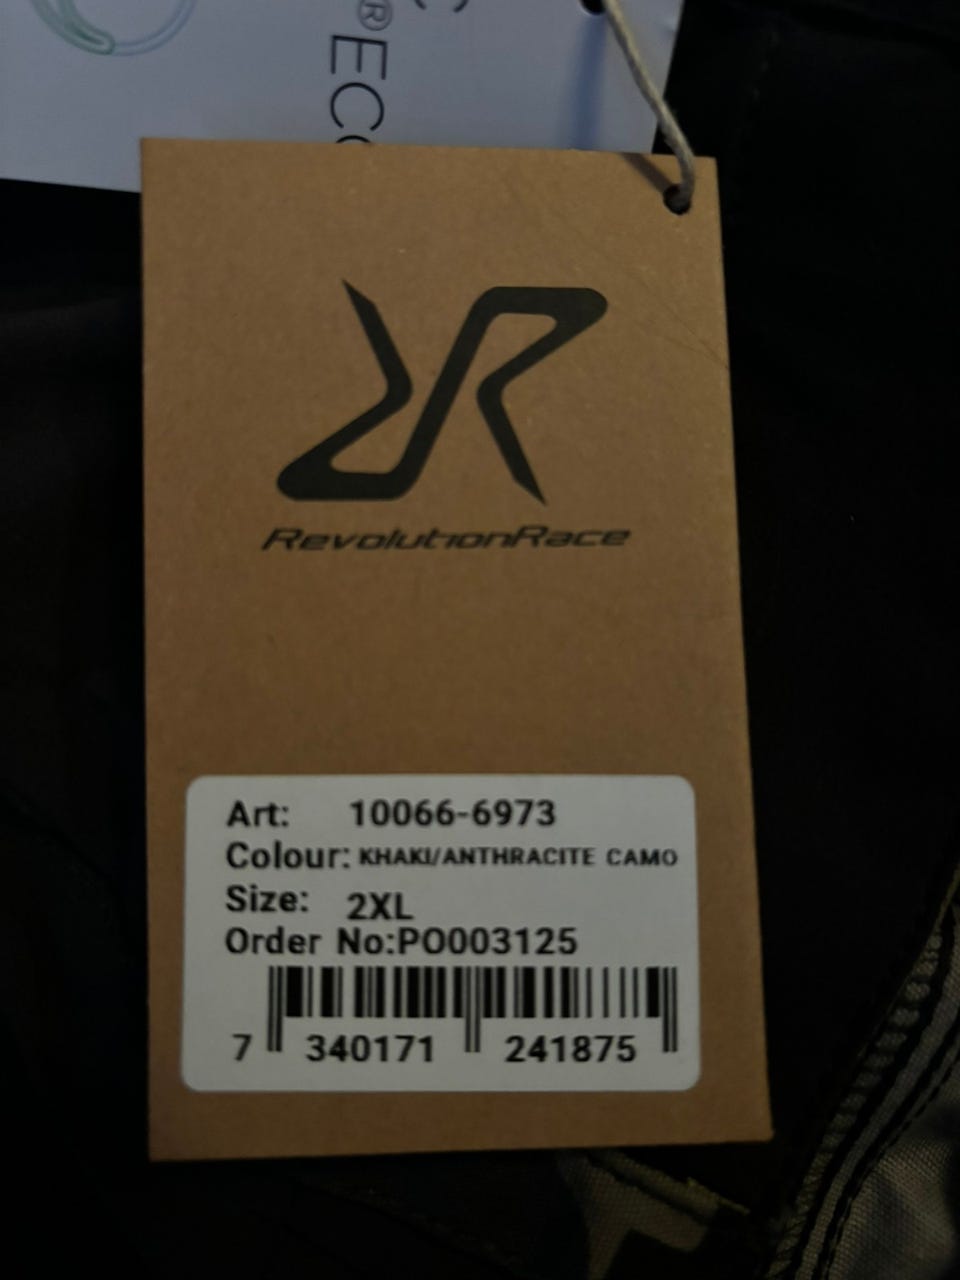 ®ECO
RevolutionRace
Art: 10066-6973
Colour: KHAKI/ANTHRACITE CAMO
Size: 2XL
Order No:PO003125
7 340171 241875